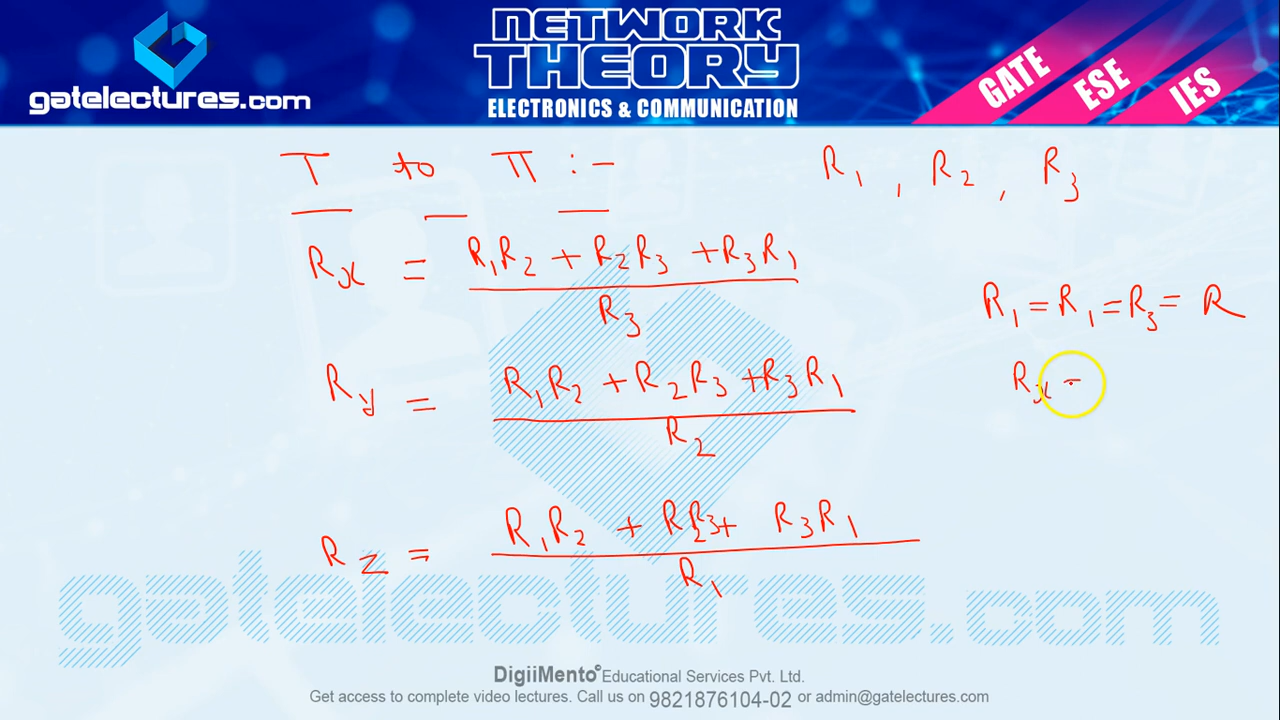 gatelectures.com
NETWORK
THEORY
ELECTRONICS & COMMUNICATION
GATE
ESE
IES
T to π :-
R₁ , R₂ , R₃
Rx = R₁R₂ + R₂R₃ + R₃R₁
R₃
R₁ = R₁ = R₃ = R
Rx =
Ry = R₁R₂ + R₂R₃ + R₃R₁
R₂
Rz = R₁R₂ + R₂R₃ + R₃R₁
R₁
gatelectures.com
DigiiMento© Educational Services Pvt. Ltd.
Get access to complete video lectures. Call us on 9821876104-02 or admin@gatelectures.com